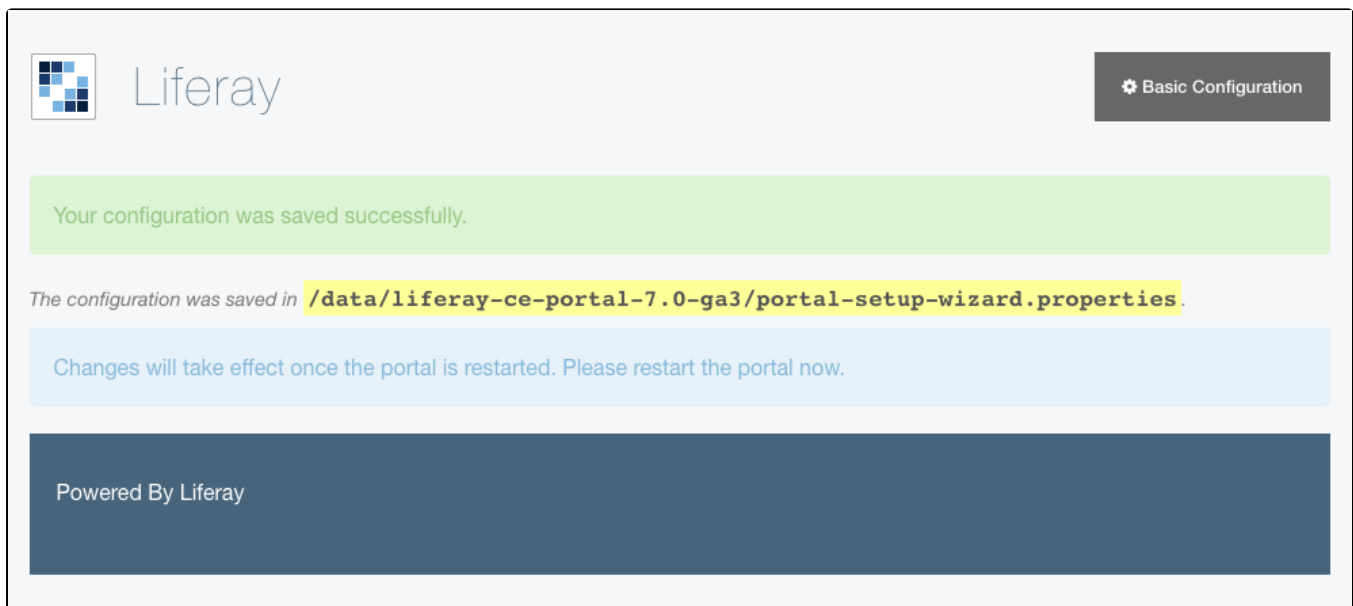 Liferay
Basic Configuration
Your configuration was saved successfully.
The configuration was saved in /data/liferay-ce-portal-7.0-ga3/portal-setup-wizard.properties.
Changes will take effect once the portal is restarted. Please restart the portal now.
Powered By Liferay